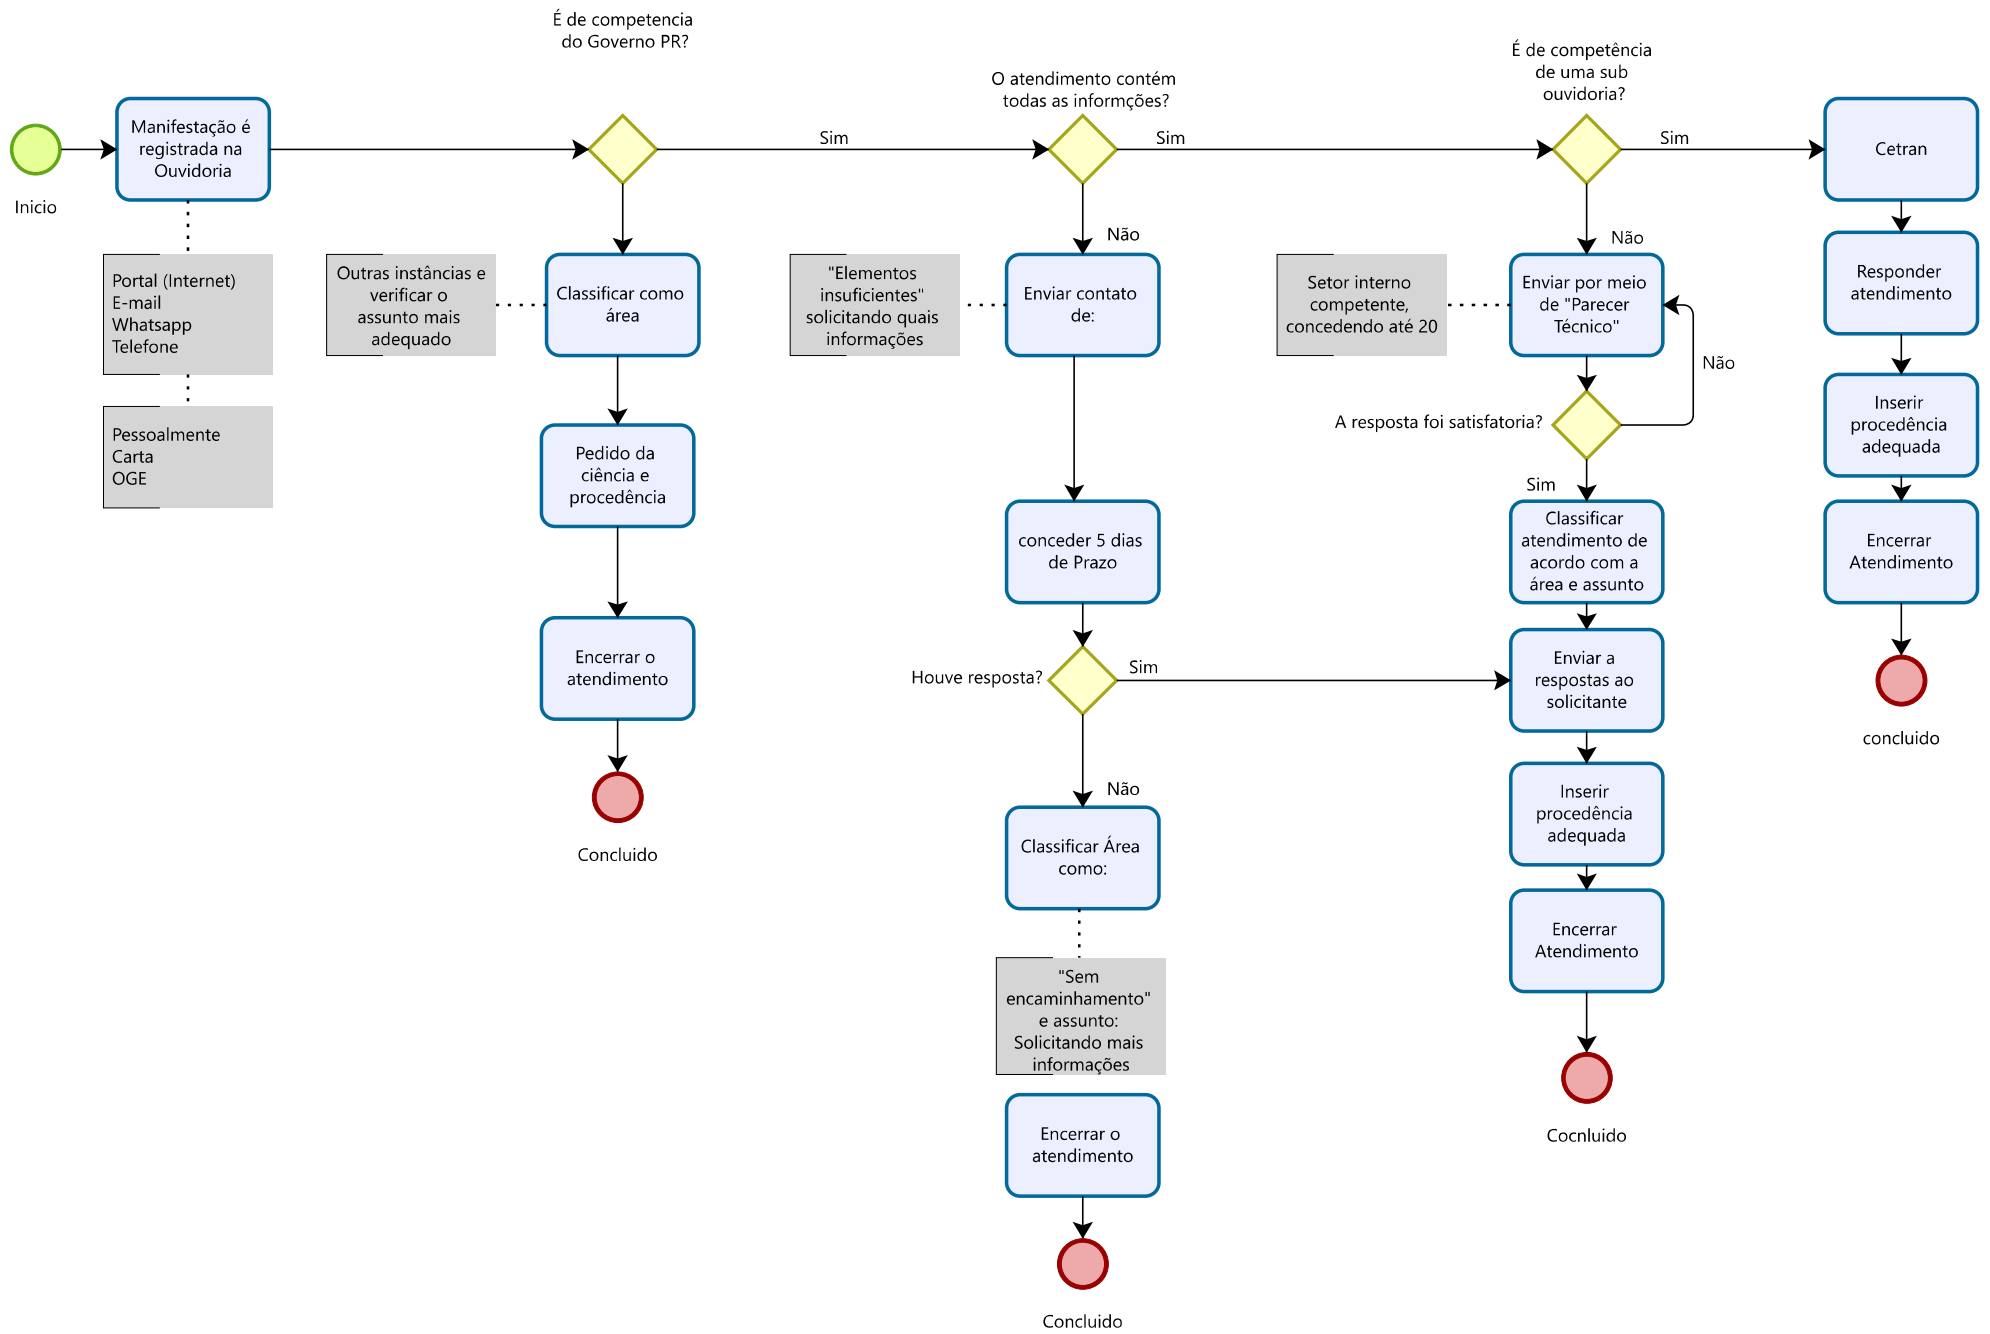 É de competencia
do Governo PR?
O atendimento contém
todas as informções?
É de competência
de uma sub
ouvidoria?
Inicio
Manifestação é
registrada na
Ouvidoria
Sim
Sim
Sim
Cetran
Portal (Internet)
E-mail
Whatsapp
Telefone
Pessoalmente
Carta
OGE
Outras instâncias e
verificar o
assunto mais
adequado
Classificar como
área
Pedido da
ciência e
procedência
Encerrar o
atendimento
Concluido
Não
"Elementos
insuficientes"
solicitando quais
informações
Enviar contato
de:
conceder 5 dias
de Prazo
Houve resposta?
Sim
Não
Classificar Área
como:
"Sem
encaminhamento"
e assunto:
Solicitando mais
informações
Encerrar o
atendimento
Concluido
Não
Setor interno
competente,
concedendo até 20
Enviar por meio
de "Parecer
Técnico"
Não
A resposta foi satisfatoria?
Sim
Classificar
atendimento de
acordo com a
área e assunto
Enviar a
respostas ao
solicitante
Inserir
procedência
adequada
Encerrar
Atendimento
Cocnluido
Responder
atendimento
Inserir
procedência
adequada
Encerrar
Atendimento
concluido